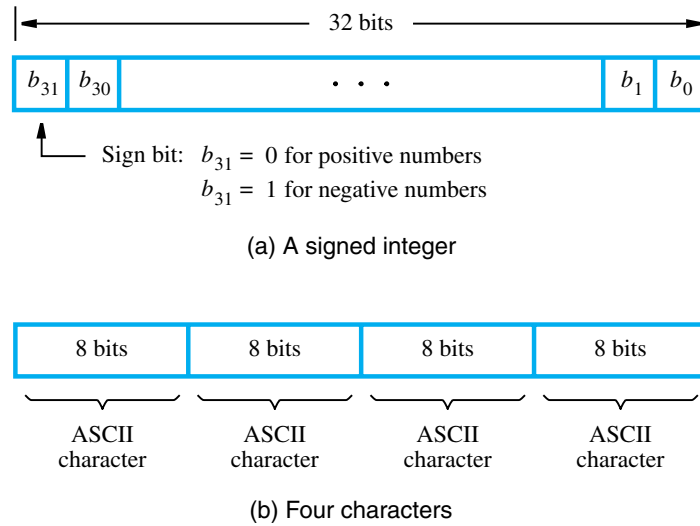 32 bits
b31 b30 . . . b1 b0
Sign bit: b31 = 0 for positive numbers
b31 = 1 for negative numbers
(a) A signed integer
8 bits 8 bits 8 bits 8 bits
ASCII ASCII ASCII ASCII
character character character character
(b) Four characters